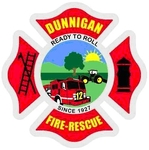 DUNNIGAN
READY TO ROLL
E12
SINCE 1927
FIRE-RESCUE